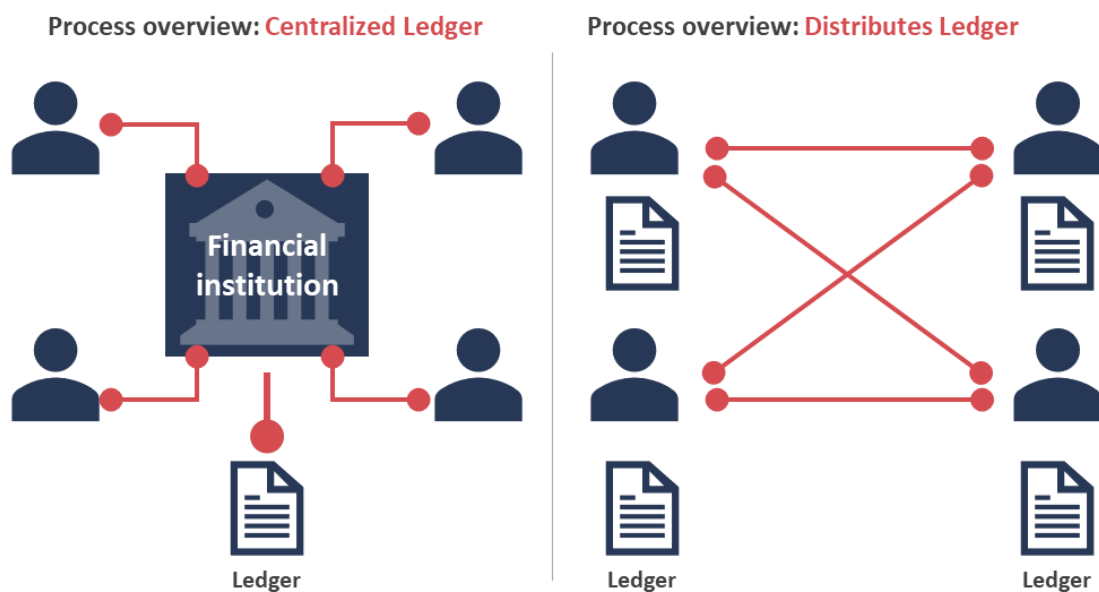 Process overview: Centralized Ledger
Financial
institution
Ledger
Process overview: Distributes Ledger
Ledger
Ledger